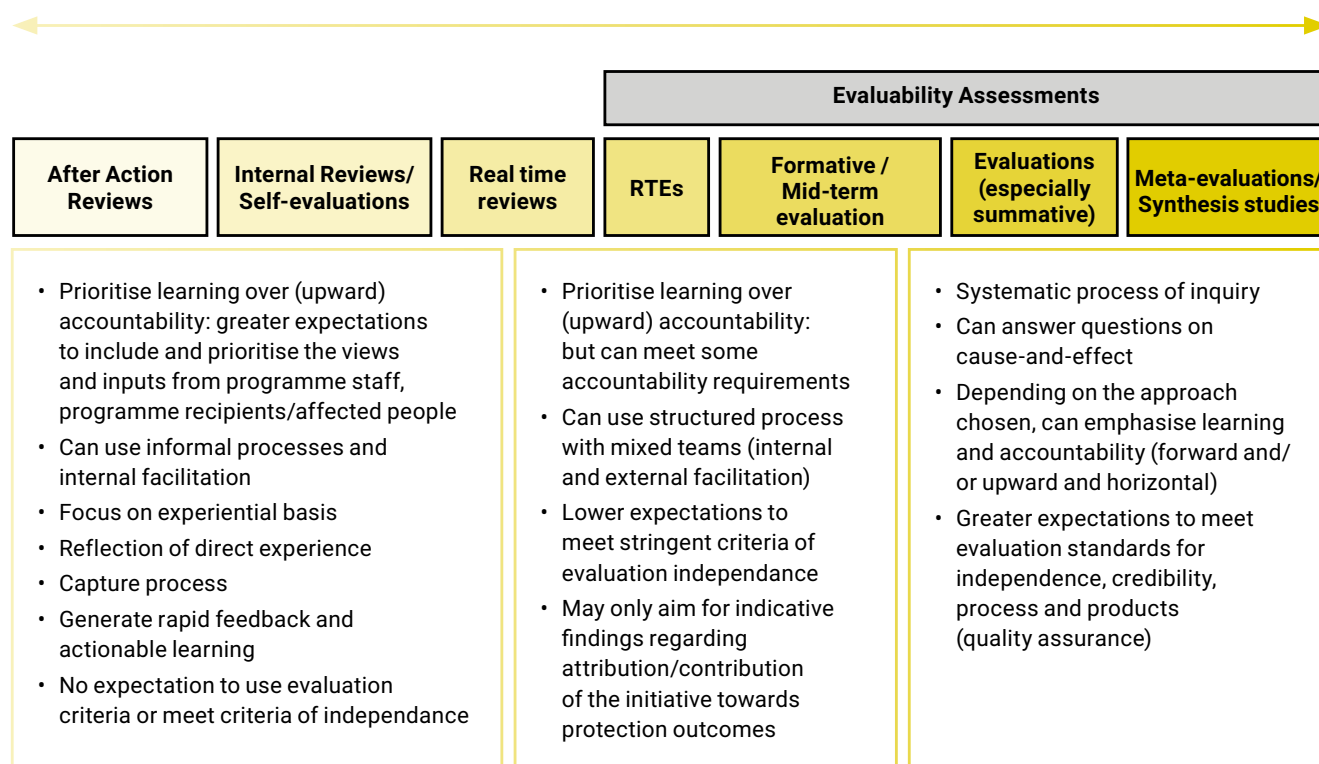 Evaluability Assessments
After Action
Reviews
Internal Reviews/
Self-evaluations
Real time
reviews
RTEs
Formative /
Mid-term
evaluation
Evaluations
(especially
summative)
Meta-evaluations/
Synthesis studies
• Prioritise learning over (upward)
accountability: greater expectations
to include and prioritise the views
and inputs from programme staff,
programme recipients/affected people
• Can use informal processes and
internal facilitation
• Focus on experiential basis
• Reflection of direct experience
• Capture process
• Generate rapid feedback and
actionable learning
• No expectation to use evaluation
criteria or meet criteria of independance
• Prioritise learning over
(upward) accountability:
but can meet some
accountability requirements
• Can use structured process
with mixed teams (internal
and external facilitation)
• Lower expectations to
meet stringent criteria of
evaluation independance
• May only aim for indicative
findings regarding
attribution/contribution
of the initiative towards
protection outcomes
• Systematic process of inquiry
• Can answer questions on
cause-and-effect
• Depending on the approach
chosen, can emphasise learning
and accountability (forward and/
or upward and horizontal)
• Greater expectations to meet
evaluation standards for
independence, credibility,
process and products
(quality assurance)